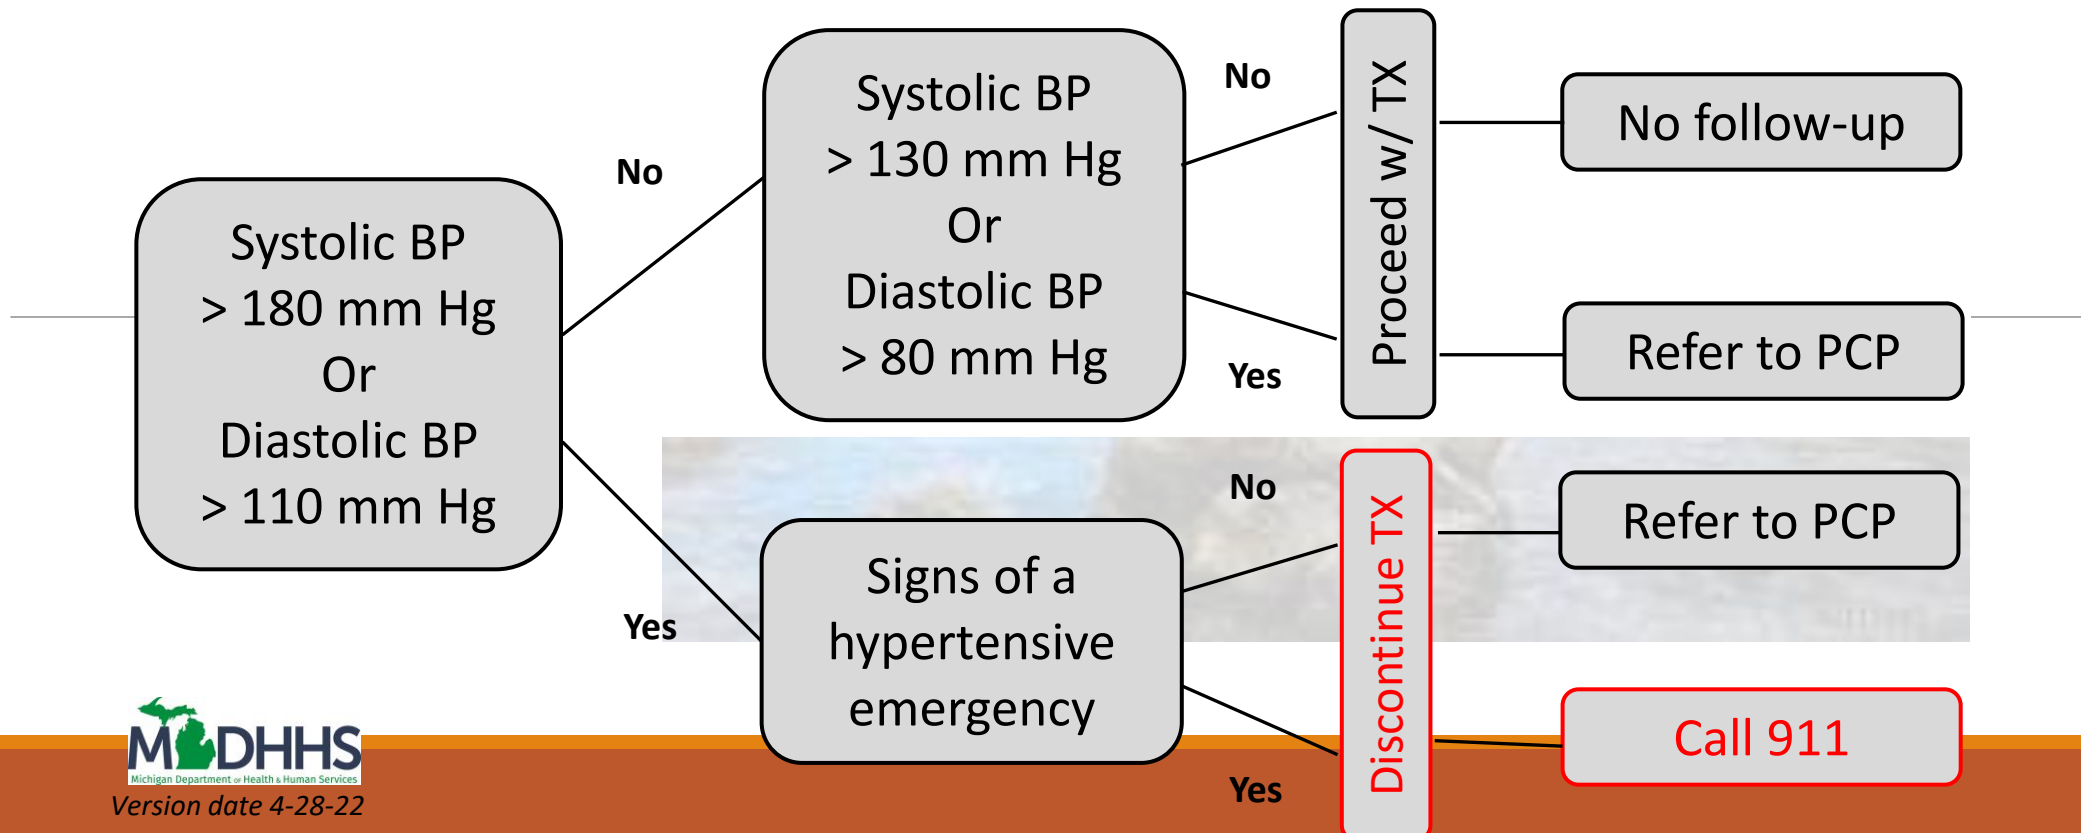 Systolic BP
> 180 mm Hg
Or
Diastolic BP
> 110 mm Hg
No
Yes
Systolic BP
> 130 mm Hg
Or
Diastolic BP
> 80 mm Hg
No
Yes
Proceed w/ TX
No follow-up
Refer to PCP
Signs of a
hypertensive
emergency
No
Yes
Discontinue TX
Refer to PCP
Call 911
MDHHS
Michigan Department of Health & Human Services
Version date 4-28-22